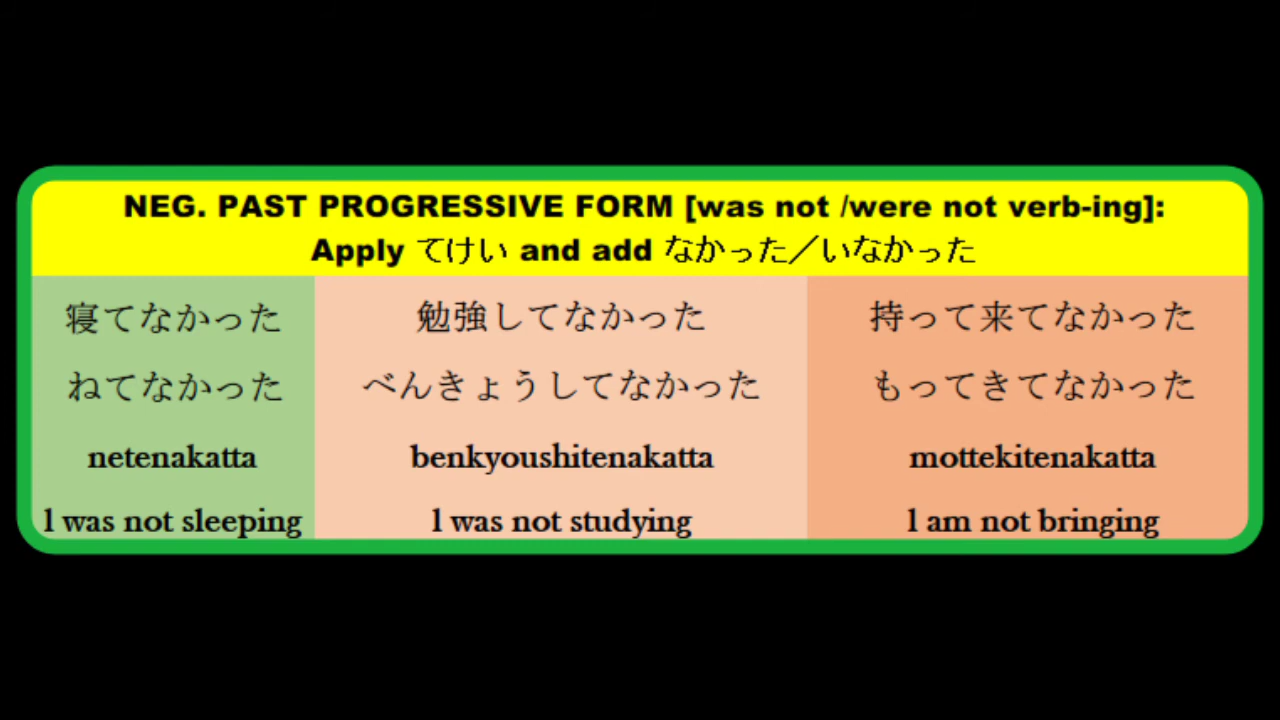 NEG. PAST PROGRESSIVE FORM [was not /were not verb-ing]:
Apply てけい and add なかった／いなかった
寝てなかった
ねてなかった
netenakatta
l was not sleeping
勉強してなかった
べんきょうしてなかった
benkyoushitenakatta
l was not studying
持って来てなかった
もってきてなかった
mottekitenakatta
l am not bringing